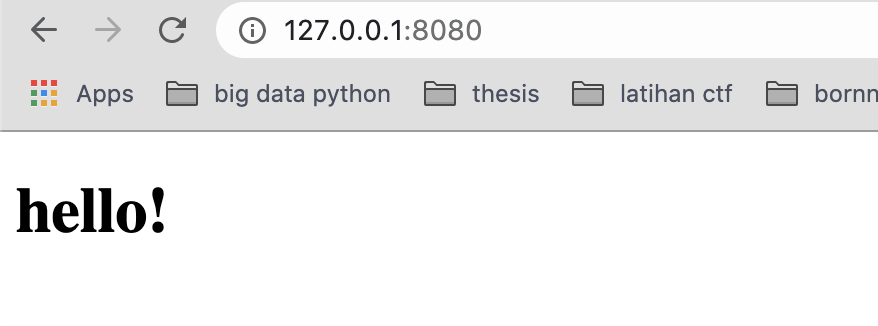 127.0.0.1:8080
Apps big data python thesis latihan ctf
hello!